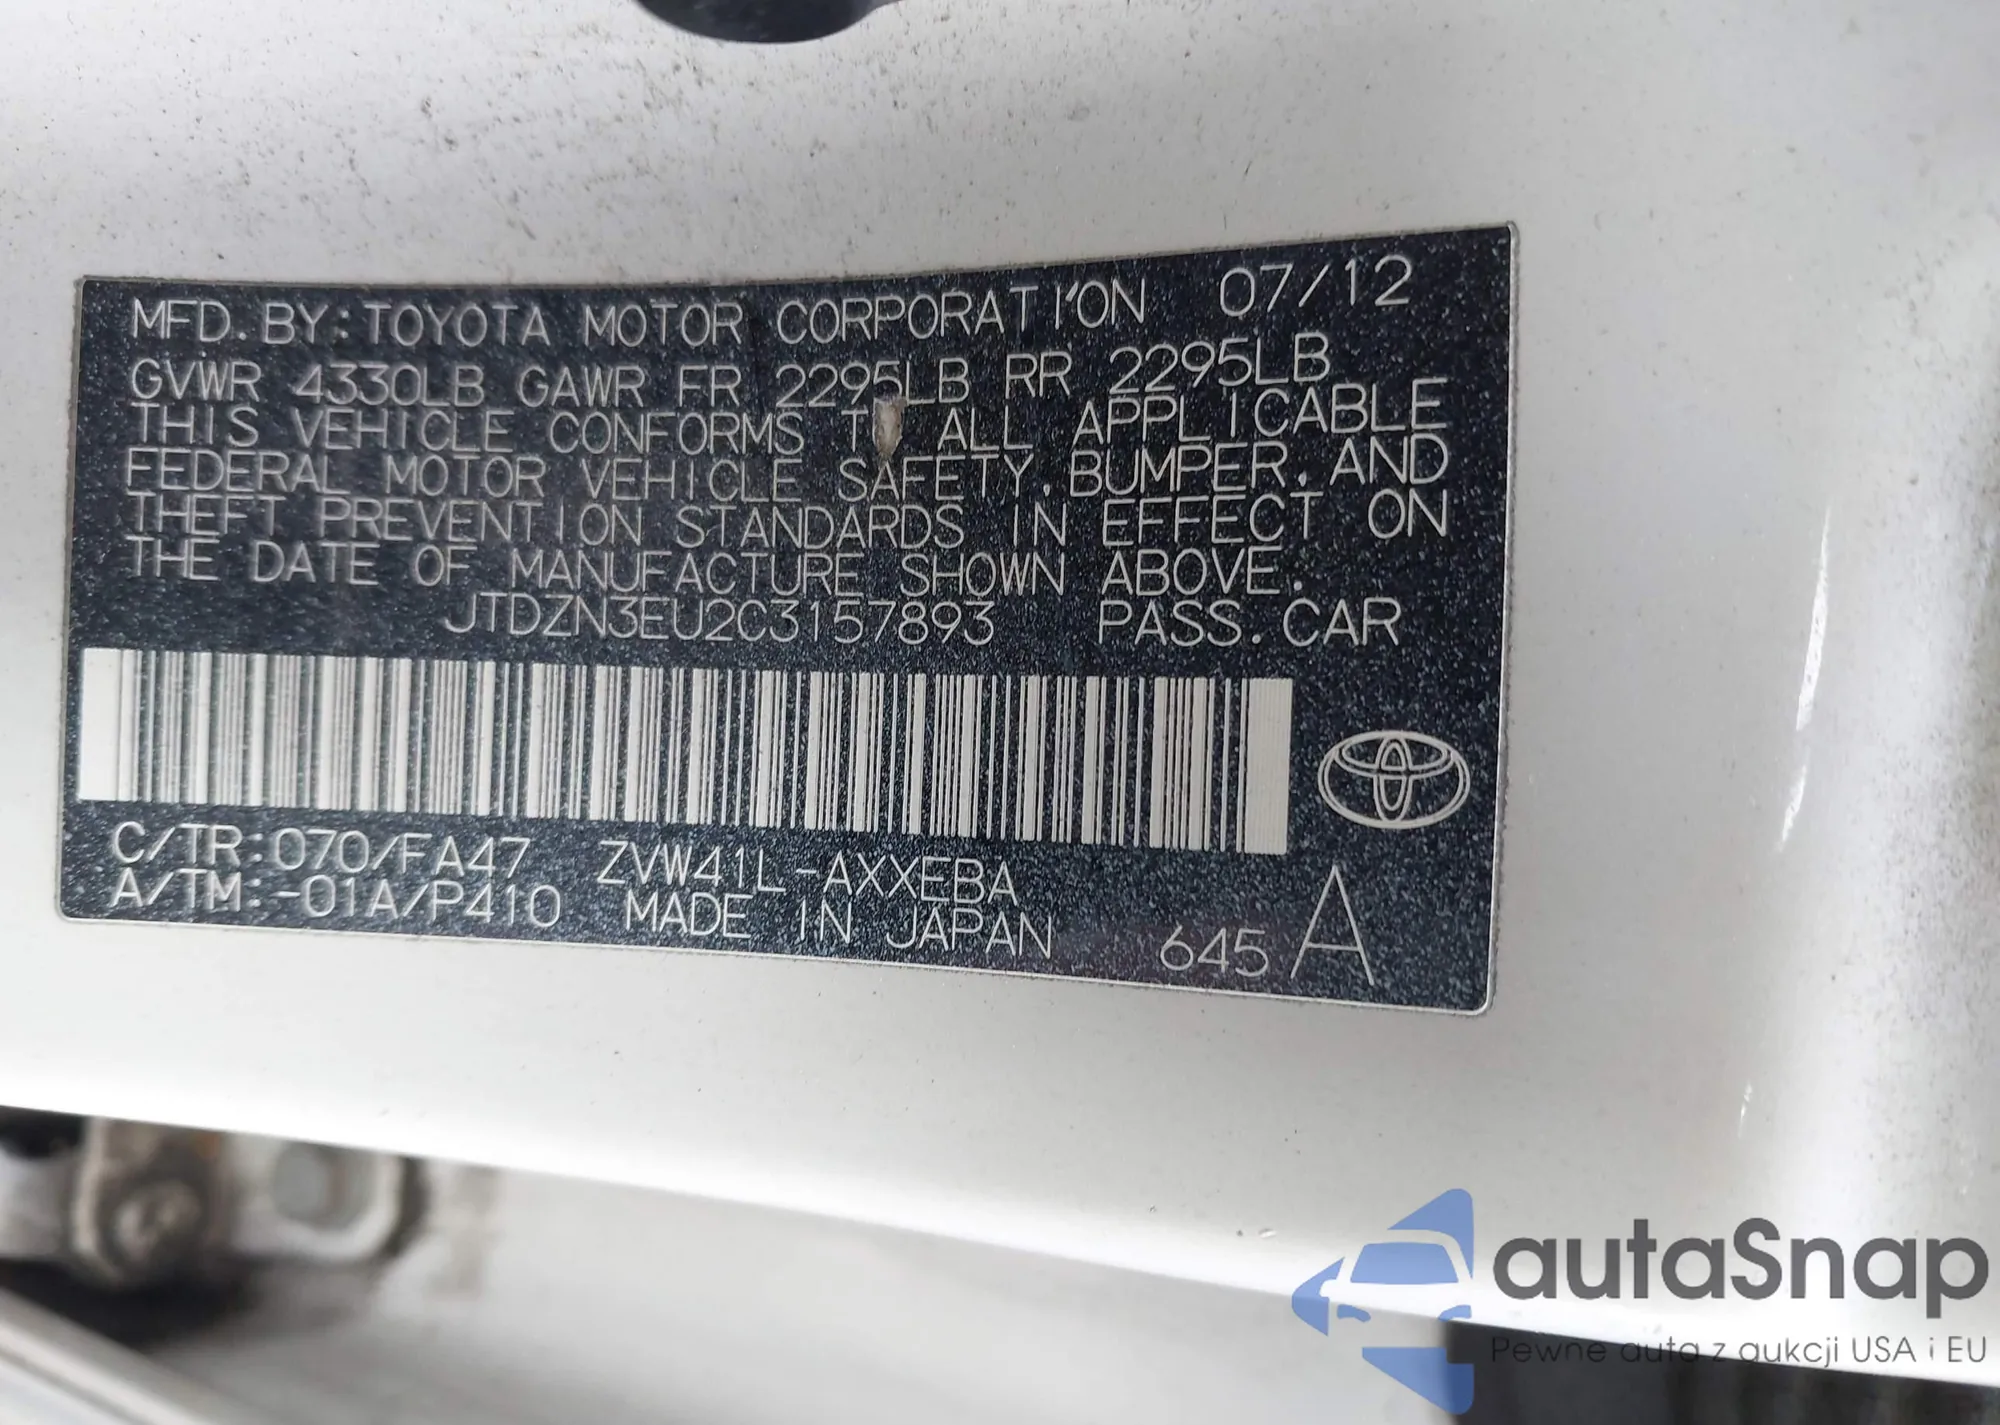 MFD. BY: TOYOTA MOTOR CORPORATION 07/12
GVWR 4330LB GAWR FR 2295LB RR 2295LB
THIS VEHICLE CONFORMS TO ALL APPLICABLE
FEDERAL MOTOR VEHICLE SAFETY, BUMPER, AND
THEFT PREVENTION STANDARDS IN EFFECT ON
THE DATE OF MANUFACTURE SHOWN ABOVE.
JTDZN3EU2C3157893 PASS. CAR
C/TR:070/FA47 ZVW41L-AXXEBA
A/TM:-01A/P410 MADE IN JAPAN 645 A
autaSnap
Pewne auta z aukcji USA i EU